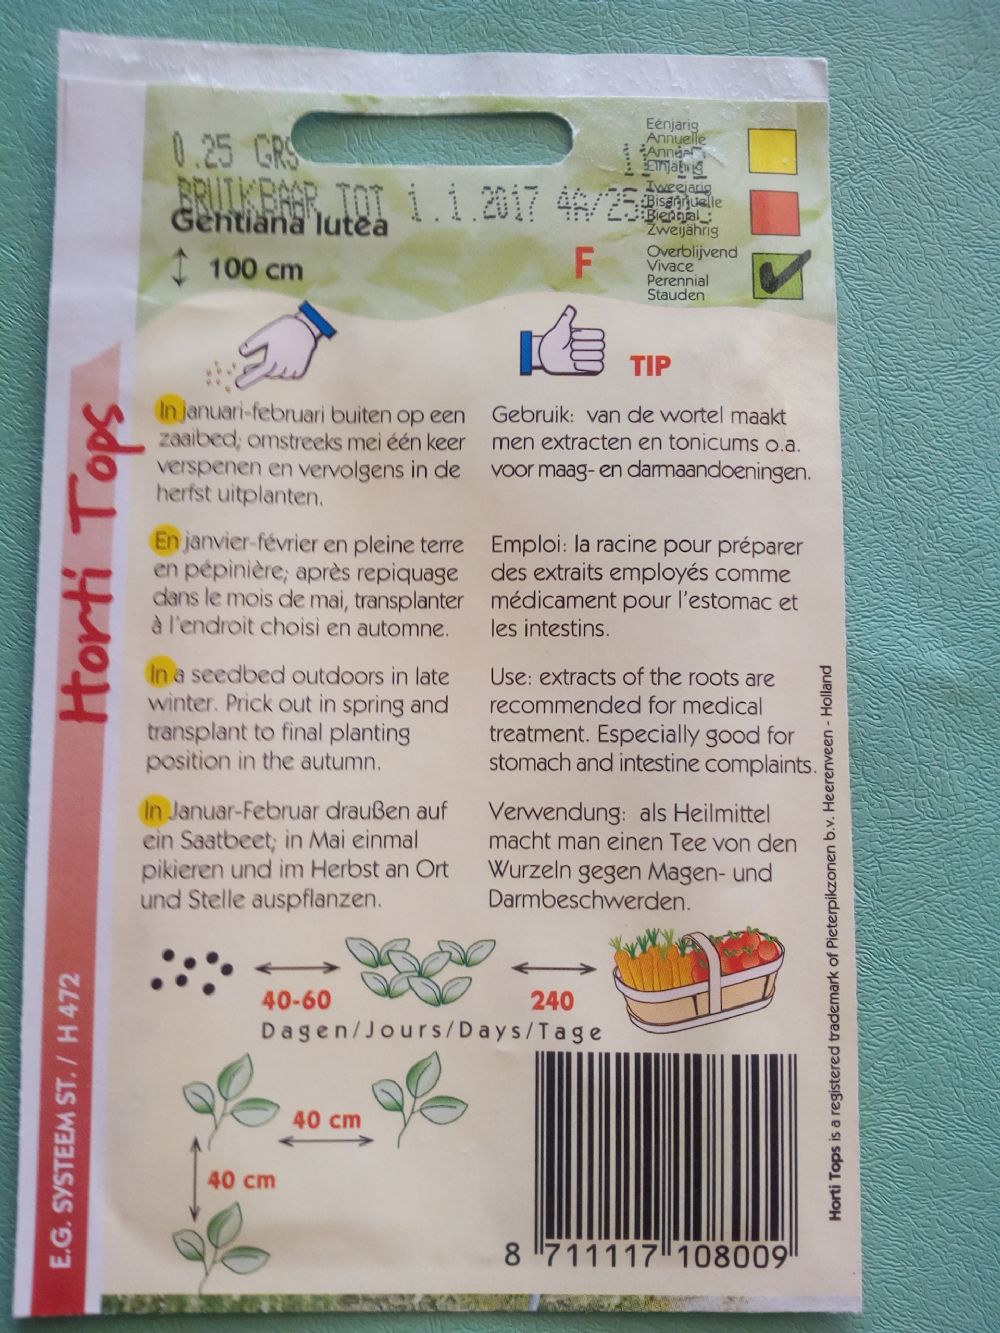 0.25 GRS
BRUIKBAAR TOT 1.1.2017
Gentiana lutea
100 cm
F
Eénjarig
Annuelle
Einjährig
Tweejarig
Bisannuelle
Biennial
Zweijährig
Overblijvend
Vivace
Perennial
Stauden
TIP
In januari-februari buiten op een
zaaibed; omstreeks mei één keer
verspenen en vervolgens in de
herfst uitplanten.
Gebruik: van de wortel maakt
men extracten en tonicums o.a.
voor maag- en darmaandoeningen.
En janvier-février en pleine terre
en pépinière; après repiquage
dans le mois de mai, transplanter
à l'endroit choisi en automne.
Emploi: la racine pour préparer
des extraits employés comme
médicament pour l'estomac et
les intestins.
In a seedbed outdoors in late
winter. Prick out in spring and
transplant to final planting
position in the autumn.
Use: extracts of the roots are
recommended for medical
treatment. Especially good for
stomach and intestine complaints.
In Januar-Februar draußen auf
ein Saatbeet; in Mai einmal
pikieren und im Herbst an Ort
und Stelle auspflanzen.
Verwendung: als Heilmittel
macht man einen Tee von den
Wurzeln gegen Magen- und
Darmbeschwerden.
40-60
240
Dagen/Jours/Days/Tage
40 cm
40 cm
8 711117 108009
Horti Tops
E.G. SYSTEEM ST. / H 472
Horti Tops is a registered trademark of Pieterpikzonen b.v. Heerenveen - Holland